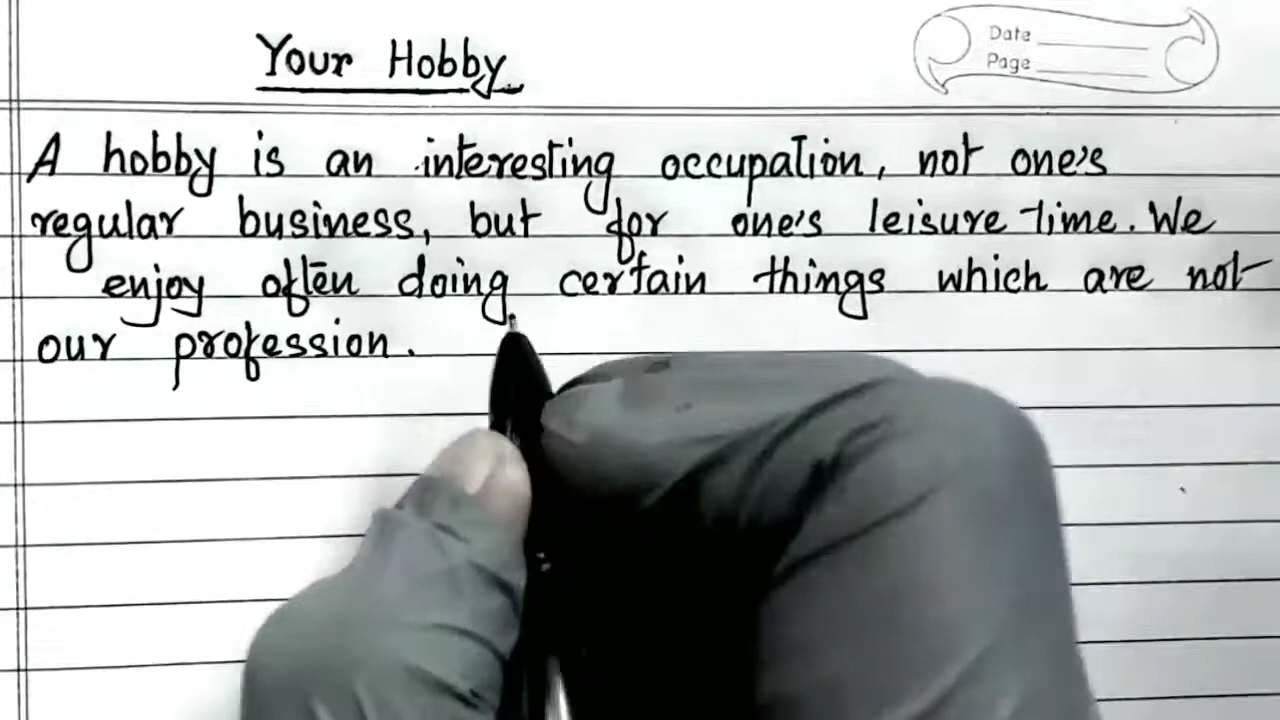 Your Hobby
Date
Page
A hobby is an interesting occupation, not one's
regular business, but for one's leisure time. We
enjoy often doing certain things which are not
our profession.